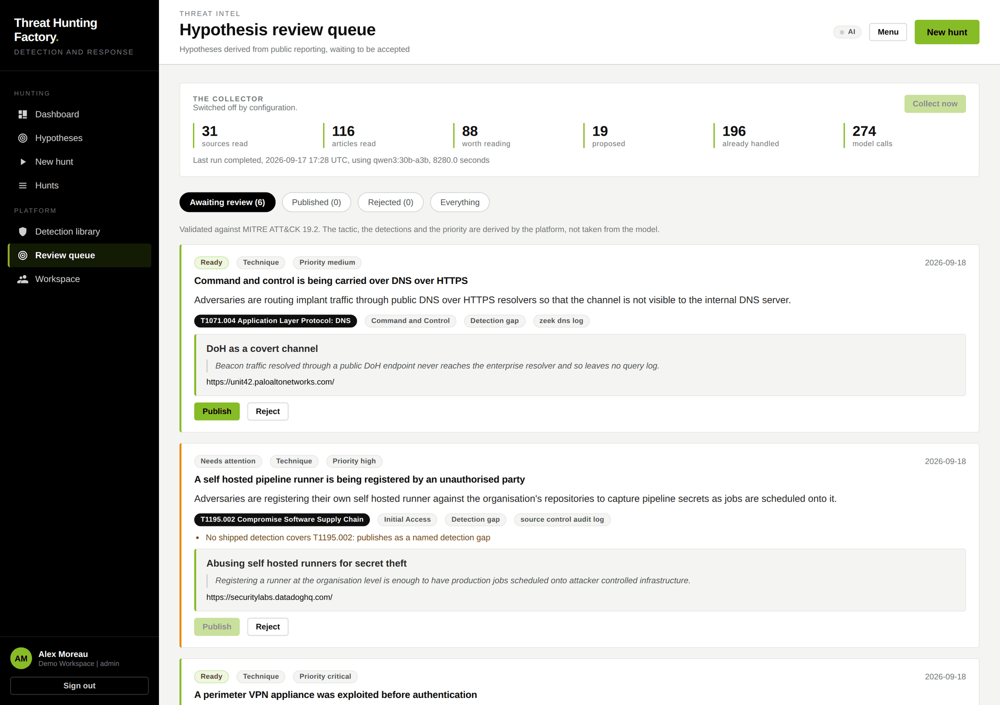 Threat Hunting
Factory.
DETECTION AND RESPONSE
HUNTING
Dashboard
Hypotheses
New hunt
Hunts
PLATFORM
Detection library
Review queue
Workspace
AM
Alex Moreau
Demo Workspace | admin
Sign out
THREAT INTEL
Hypothesis review queue
Hypotheses derived from public reporting, waiting to be accepted
AI
Menu
New hunt
THE COLLECTOR
Switched off by configuration.
Collect now
31
sources read
116
articles read
88
worth reading
19
proposed
196
already handled
274
model calls
Last run completed, 2026-09-17 17:28 UTC, using qwen3:30b-a3b, 8280.0 seconds
Awaiting review (6)
Published (0)
Rejected (0)
Everything
Validated against MITRE ATT&CK 19.2. The tactic, the detections and the priority are derived by the platform, not taken from the model.
Ready
Technique
Priority medium
2026-09-18
Command and control is being carried over DNS over HTTPS
Adversaries are routing implant traffic through public DNS over HTTPS resolvers so that the channel is not visible to the internal DNS server.
T1071.004 Application Layer Protocol: DNS
Command and Control
Detection gap
zeek dns log
DoH as a covert channel
Beacon traffic resolved through a public DoH endpoint never reaches the enterprise resolver and so leaves no query log.
https://unit42.paloaltonetworks.com/
Publish
Reject
Needs attention
Technique
Priority high
2026-09-18
A self hosted pipeline runner is being registered by an unauthorised party
Adversaries are registering their own self hosted runner against the organisation's repositories to capture pipeline secrets as jobs are scheduled onto it.
T1195.002 Compromise Software Supply Chain
Initial Access
Detection gap
source control audit log
• No shipped detection covers T1195.002: publishes as a named detection gap
Abusing self hosted runners for secret theft
Registering a runner at the organisation level is enough to have production jobs scheduled onto attacker controlled infrastructure.
https://securitylabs.datadoghq.com/
Publish
Reject
Ready
Technique
Priority critical
2026-09-18
A perimeter VPN appliance was exploited before authentication